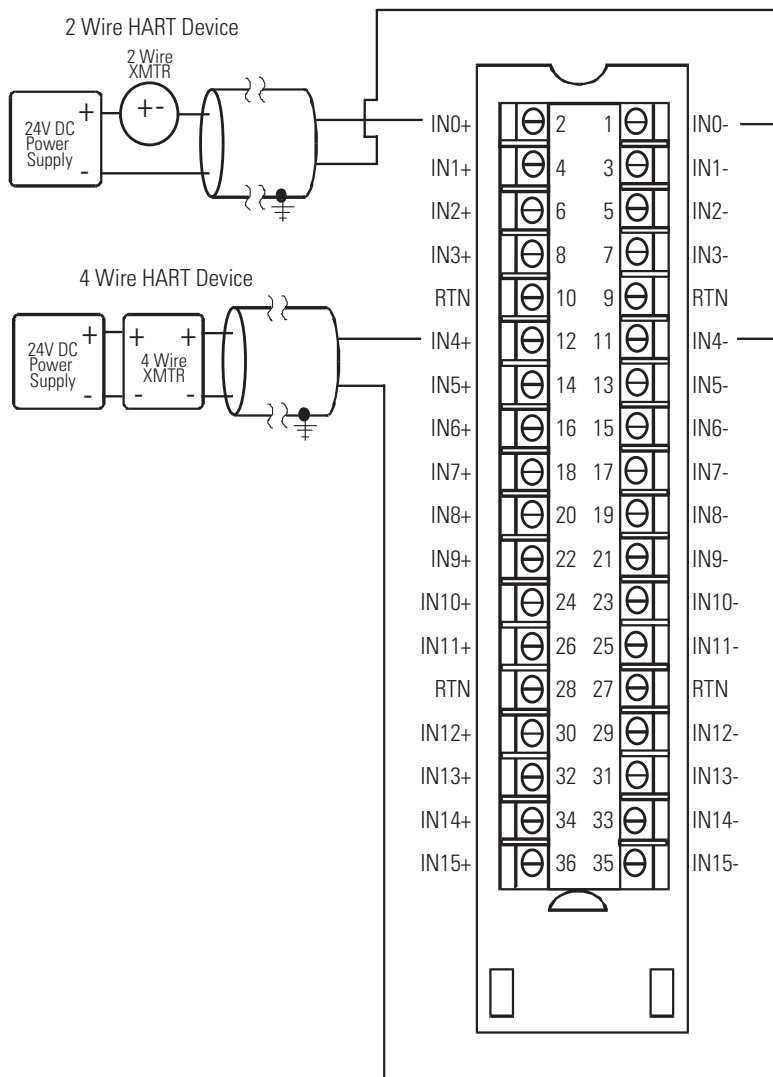 2 Wire HART Device
2 Wire
XMTR
+ -
24V DC
Power
Supply
+
-
4 Wire HART Device
24V DC
Power
Supply
+
-
+ +
4 Wire
XMTR
- -
IN0+ 2 1 IN0-
IN1+ 4 3 IN1-
IN2+ 6 5 IN2-
IN3+ 8 7 IN3-
RTN 10 9 RTN
IN4+ 12 11 IN4-
IN5+ 14 13 IN5-
IN6+ 16 15 IN6-
IN7+ 18 17 IN7-
IN8+ 20 19 IN8-
IN9+ 22 21 IN9-
IN10+ 24 23 IN10-
IN11+ 26 25 IN11-
RTN 28 27 RTN
IN12+ 30 29 IN12-
IN13+ 32 31 IN13-
IN14+ 34 33 IN14-
IN15+ 36 35 IN15-